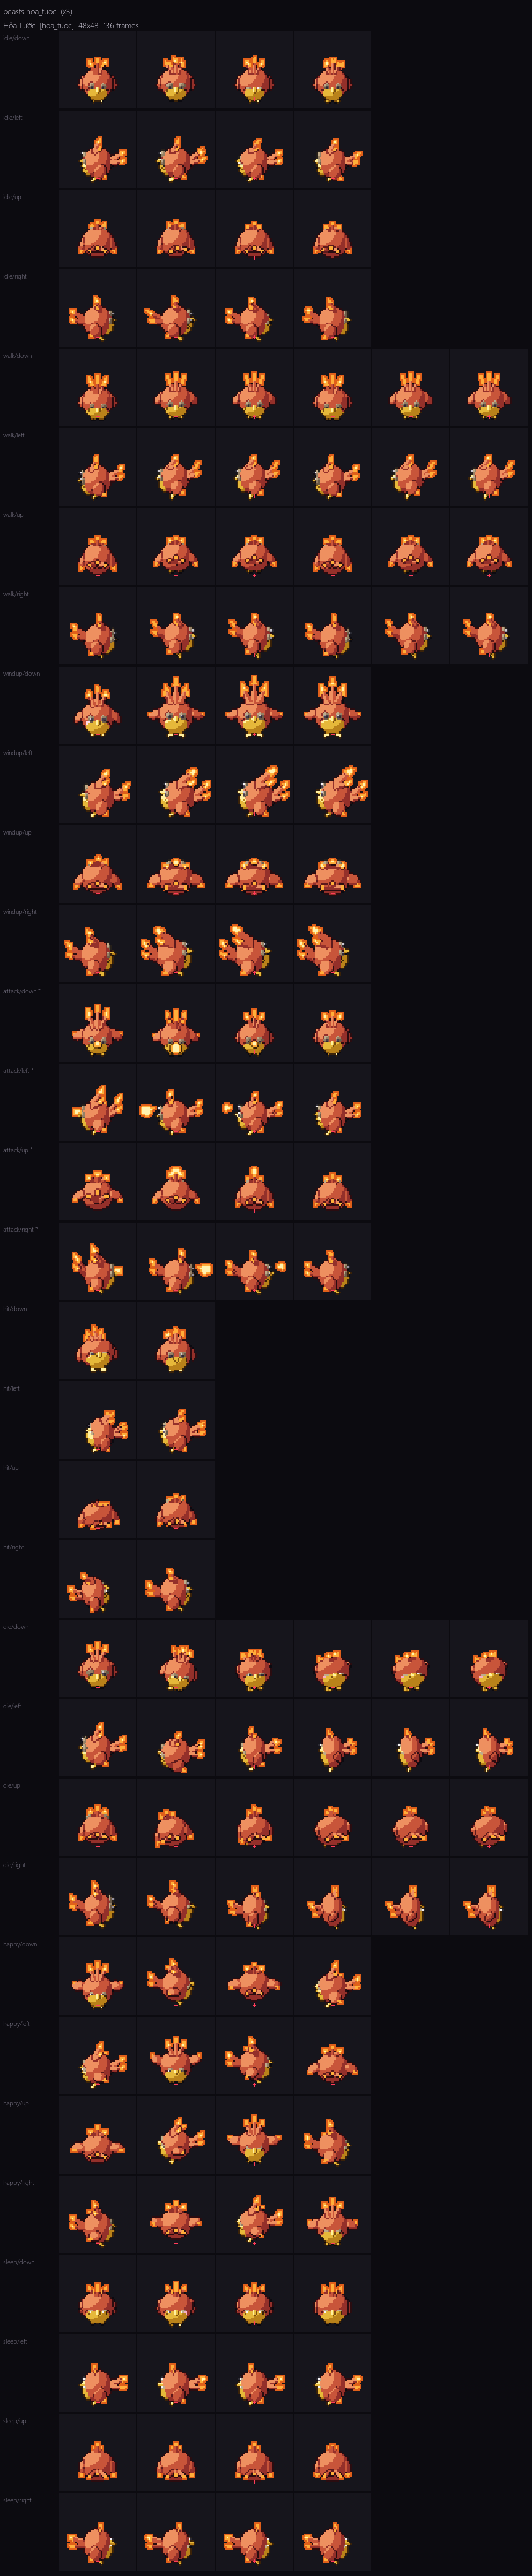 beasts hoa_tuoc (x3)
Hỏa Tước [hoa_tuoc] 48x48 136 frames
idle/down
idle/left
idle/up
idle/right
walk/down
walk/left
walk/up
walk/right
windup/down
windup/left
windup/up
windup/right
attack/down *
attack/left *
attack/up *
attack/right *
hit/down
hit/left
hit/up
hit/right
die/down
die/left
die/up
die/right
happy/down
happy/left
happy/up
happy/right
sleep/down
sleep/left
sleep/up
sleep/right